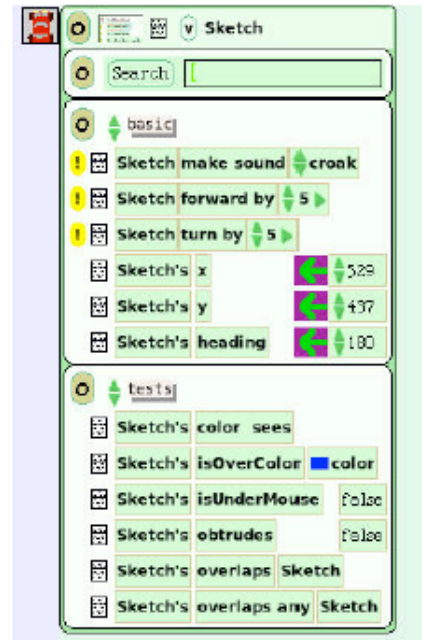 v Sketch
Search
basic
! Sketch make sound croak
! Sketch forward by 5
! Sketch turn by 5
Sketch's x 529
Sketch's y 437
Sketch's heading 180
tests
Sketch's color sees
Sketch's isOverColor color
Sketch's isUnderMouse false
Sketch's obtrudes false
Sketch's overlaps Sketch
Sketch's overlaps any Sketch